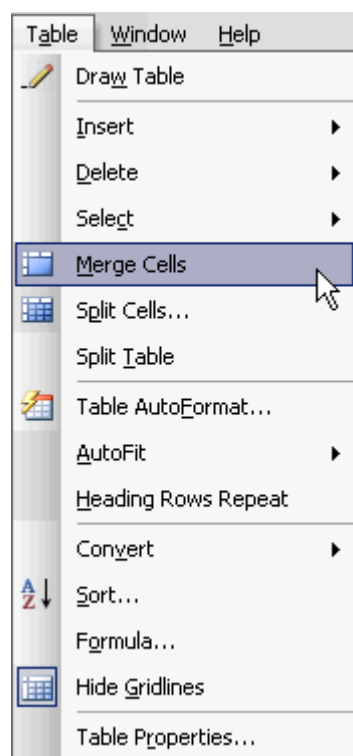 Table Window Help
Draw Table
Insert
Delete
Select
Merge Cells
Split Cells...
Split Table
Table AutoFormat...
AutoFit
Heading Rows Repeat
Convert
A Z Sort...
Formula...
Hide Gridlines
Table Properties...